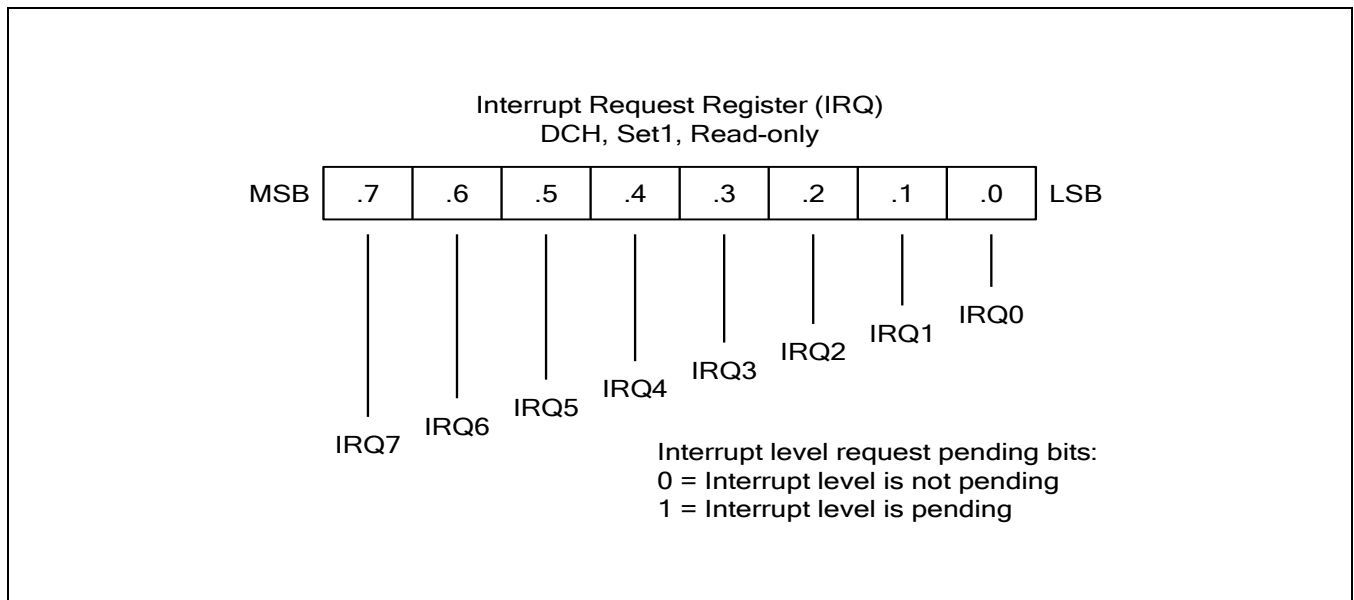 Interrupt Request Register (IRQ)
DCH, Set1, Read-only
MSB .7 .6 .5 .4 .3 .2 .1 .0 LSB
IRQ0
IRQ1
IRQ2
IRQ3
IRQ4
IRQ5
IRQ6
IRQ7
Interrupt level request pending bits:
0 = Interrupt level is not pending
1 = Interrupt level is pending